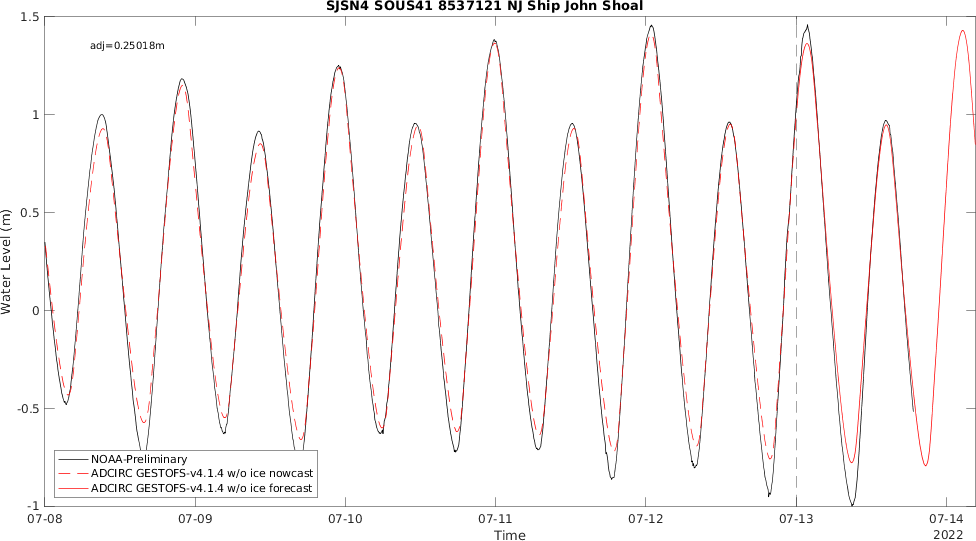 SJSN4 SOUS41 8537121 NJ Ship John Shoal
adj=0.25018m
1.5
1
0.5
0
-0.5
-1
Water Level (m)
NOAA-Preliminary
ADCIRC GESTOFS-v4.1.4 w/o ice nowcast
ADCIRC GESTOFS-v4.1.4 w/o ice forecast
07-08 07-09 07-10 07-11 07-12 07-13 07-14
Time
2022